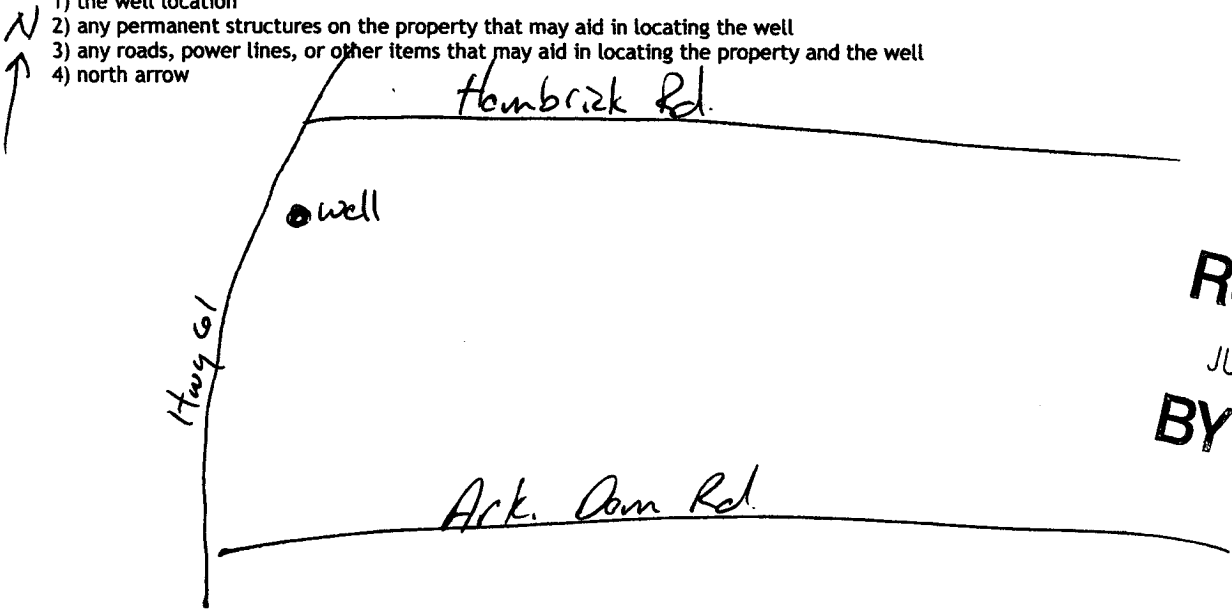 1) the well location
2) any permanent structures on the property that may aid in locating the well
3) any roads, power lines, or other items that may aid in locating the property and the well
4) north arrow
N
Hambrick Rd.
well
Hwy 61
BY
Ark. Dam Rd.